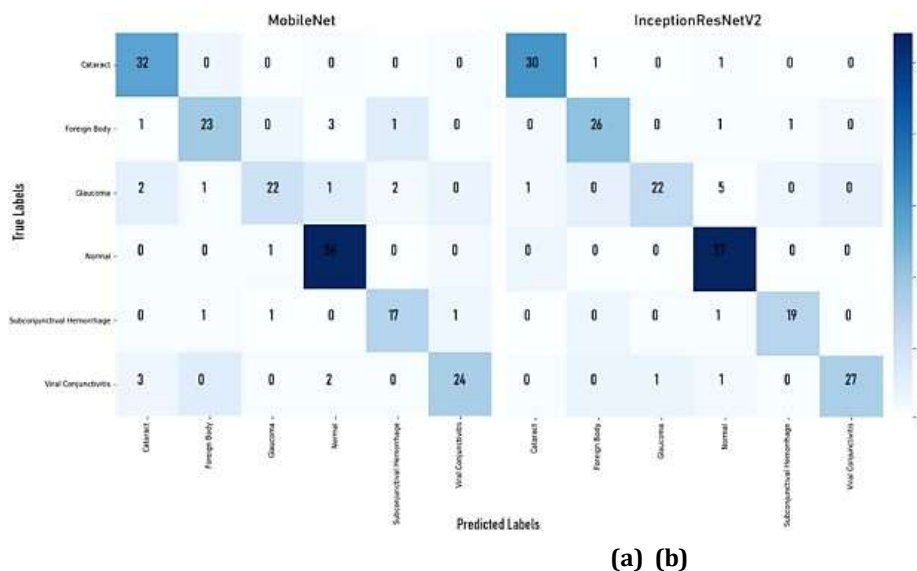 MobileNet InceptionResNetV2
True Labels
Cataract 32 0 0 0 0 0 30 1 0 1 0 0
Foreign Body 1 23 0 3 1 0 0 26 0 1 1 0
Glaucoma 2 1 22 1 2 0 1 0 22 5 0 0
Normal 0 0 1 36 0 0 0 0 0 37 0 0
Subconjunctival Hemorrhage 0 1 1 0 17 1 0 0 0 1 19 0
Viral Conjunctivitis 3 0 0 2 0 24 0 0 1 1 0 27
Cataract Foreign Body Glaucoma Normal Subconjunctival Hemorrhage Viral Conjunctivitis Cataract Foreign Body Glaucoma Normal Subconjunctival Hemorrhage Viral Conjunctivitis
Predicted Labels
(a) (b)